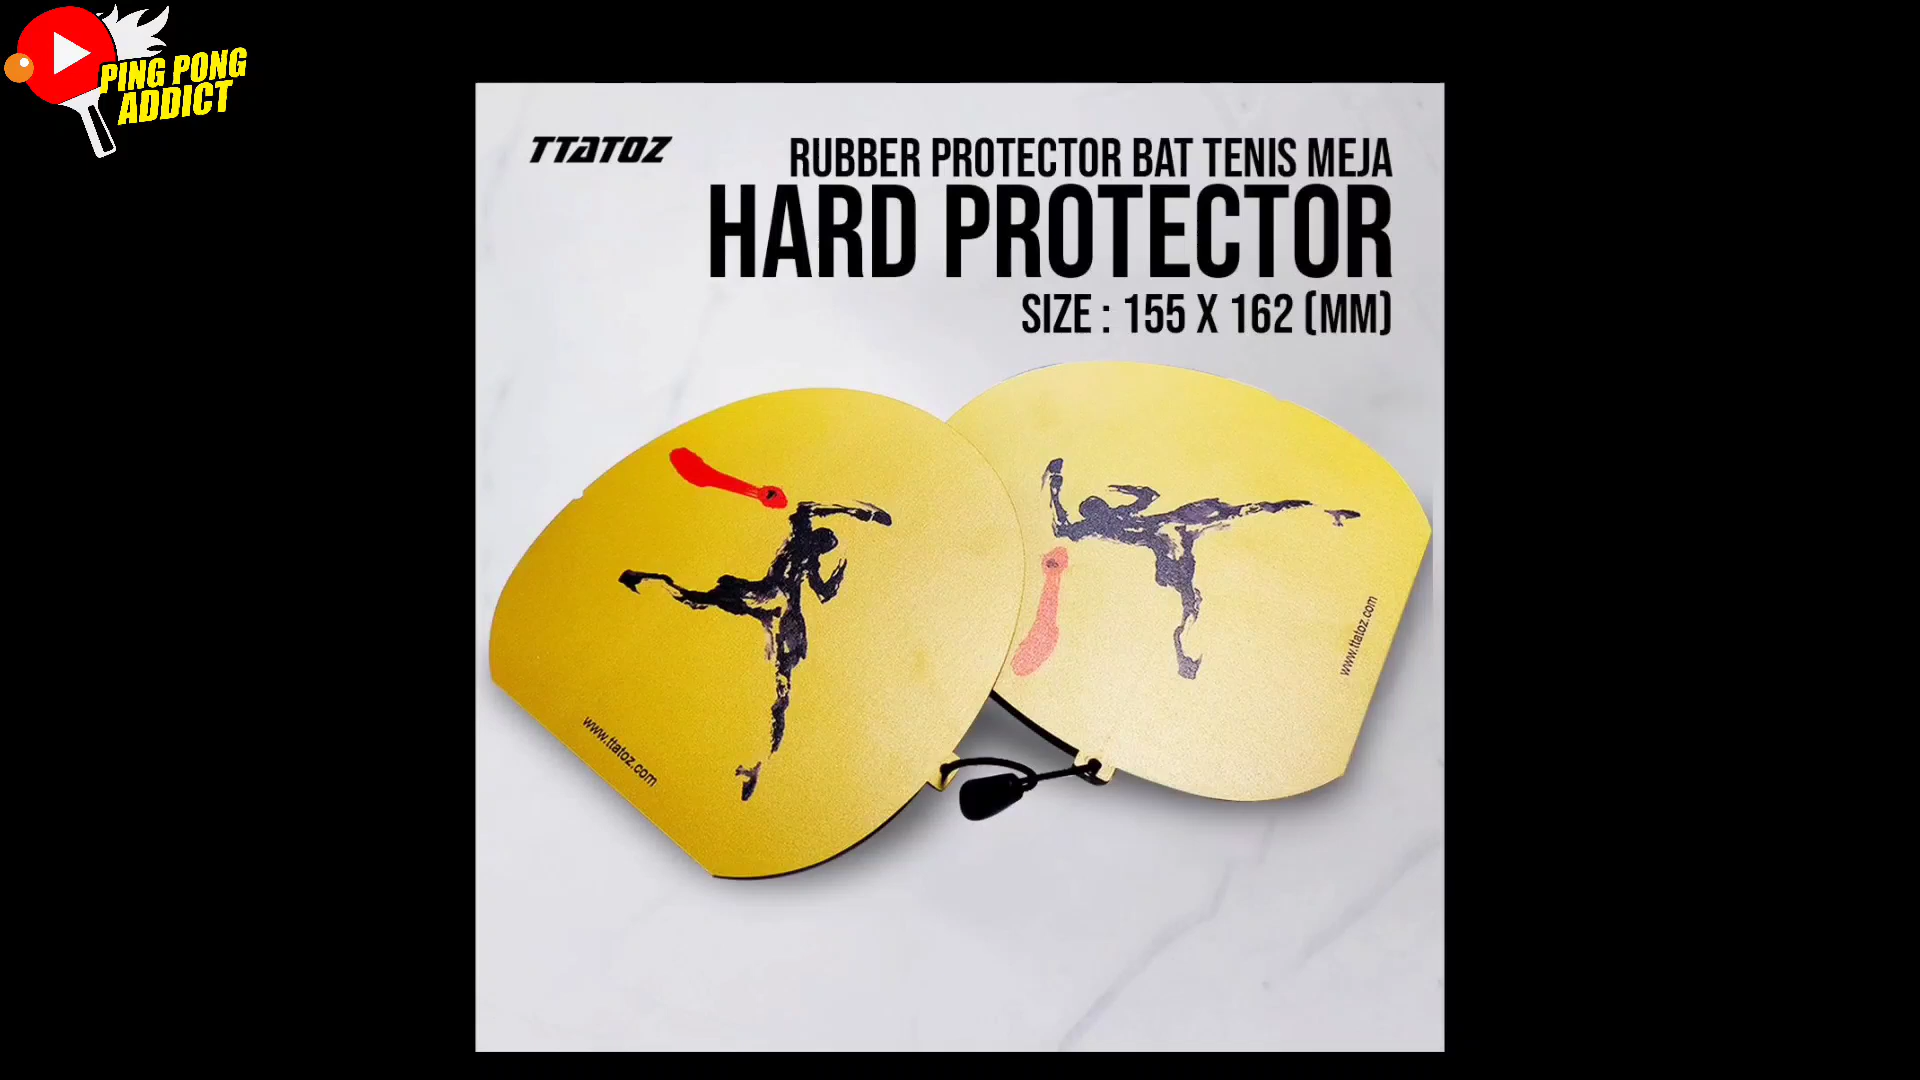 PING PONG
ADDICT
TTATOZ
RUBBER PROTECTOR BAT TENIS MEJA
HARD PROTECTOR
SIZE : 155 X 162 (MM)
www.ttatoz.com
www.ttatoz.com